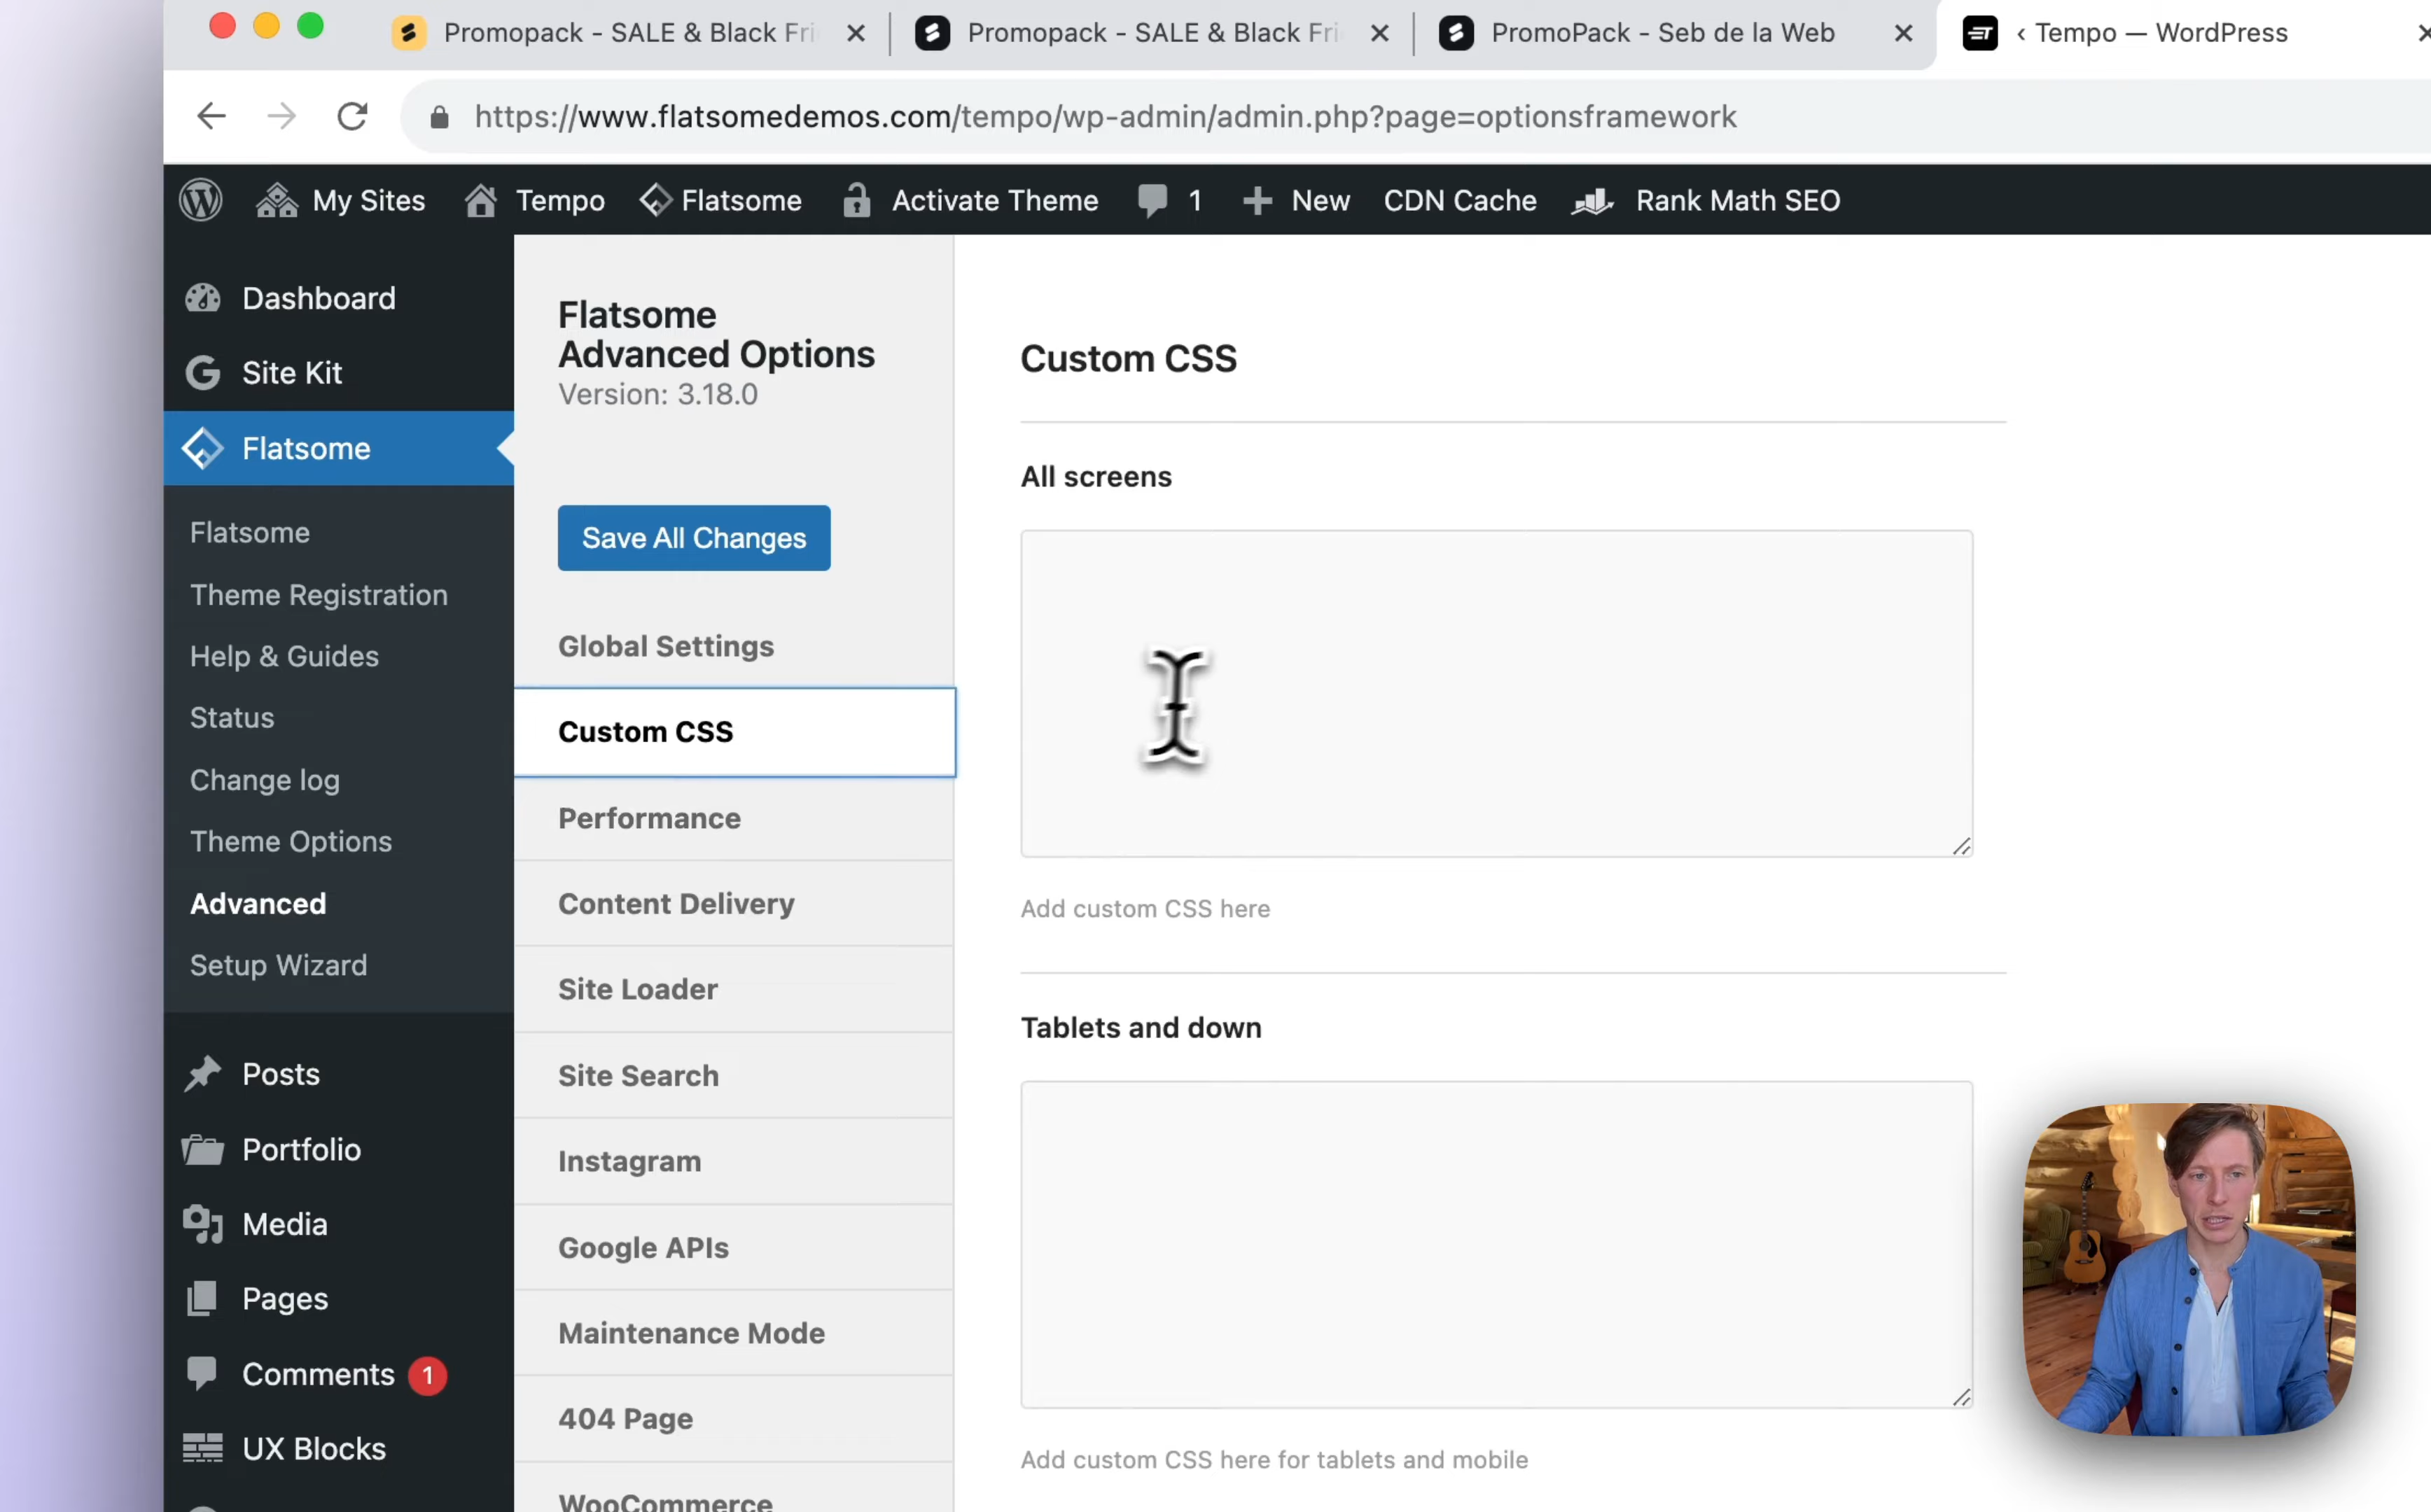 Promopack - SALE & Black Fri
Promopack - SALE & Black Fri
PromoPack - Seb de la Web
‹ Tempo — WordPress
https://www.flatsomedemos.com/tempo/wp-admin/admin.php?page=optionsframework
My Sites
Tempo
Flatsome
Activate Theme
1
New
CDN Cache
Rank Math SEO
Dashboard
Site Kit
Flatsome
Flatsome
Theme Registration
Help & Guides
Status
Change log
Theme Options
Advanced
Setup Wizard
Posts
Portfolio
Media
Pages
Comments 1
UX Blocks
Flatsome
Advanced Options
Version: 3.18.0
Save All Changes
Global Settings
Custom CSS
Performance
Content Delivery
Site Loader
Site Search
Instagram
Google APIs
Maintenance Mode
404 Page
WooCommerce
Custom CSS
All screens
Add custom CSS here
Tablets and down
Add custom CSS here for tablets and mobile